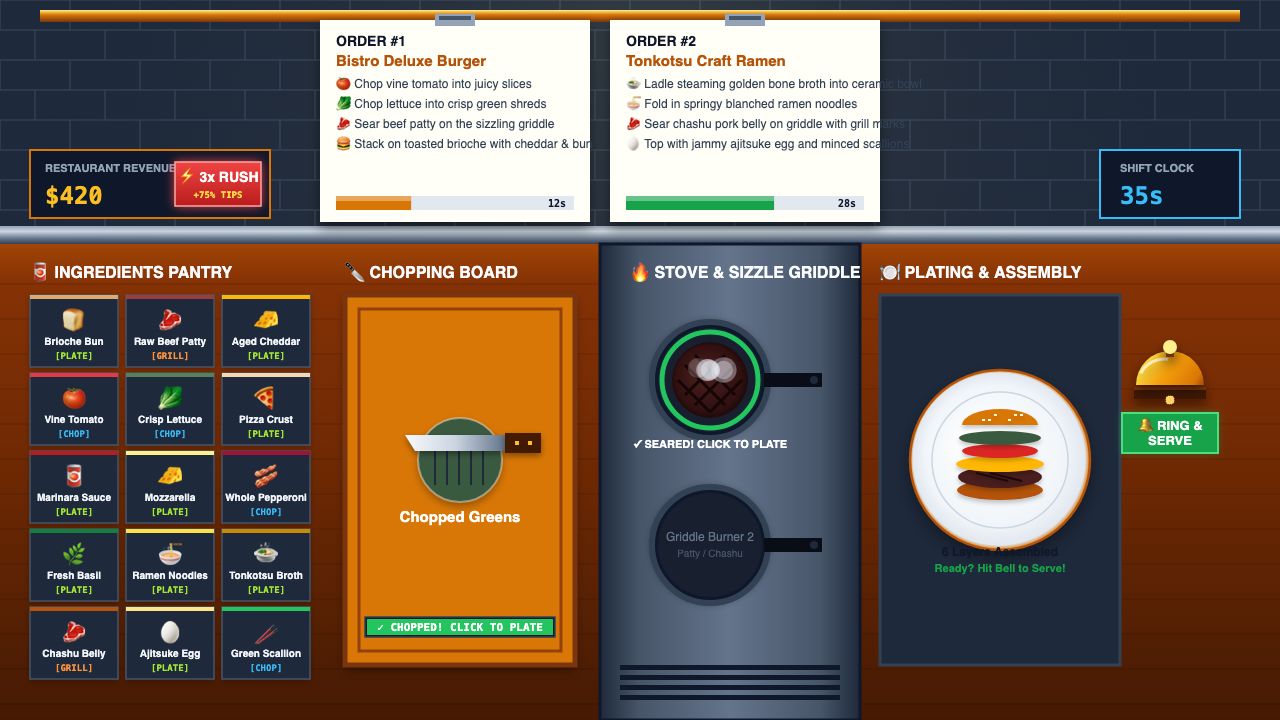 ORDER #1
Bistro Deluxe Burger
Chop vine tomato into juicy slices
Chop lettuce into crisp green shreds
Sear beef patty on the sizzling griddle
Stack on toasted brioche with cheddar & bun
12s
ORDER #2
Tonkotsu Craft Ramen
Ladle steaming golden bone broth into ceramic bowl
Fold in springy blanched ramen noodles
Sear chashu pork belly on griddle with grill marks
Top with jammy ajitsuke egg and minced scallions
28s
RESTAURANT REVENUE
$420
⚡ 3x RUSH
+75% TIPS
SHIFT CLOCK
35s
INGREDIENTS PANTRY
Brioche Bun
[PLATE]
Raw Beef Patty
[GRILL]
Aged Cheddar
[PLATE]
Vine Tomato
[CHOP]
Crisp Lettuce
[CHOP]
Pizza Crust
[PLATE]
Marinara Sauce
[PLATE]
Mozzarella
[PLATE]
Whole Pepperoni
[CHOP]
Fresh Basil
[PLATE]
Ramen Noodles
[PLATE]
Tonkotsu Broth
[PLATE]
Chashu Belly
[GRILL]
Ajitsuke Egg
[PLATE]
Green Scallion
[CHOP]
CHOPPING BOARD
Chopped Greens
✓ CHOPPED! CLICK TO PLATE
STOVE & SIZZLE GRIDDLE
✓ SEARED! CLICK TO PLATE
Griddle Burner 2
Patty / Chashu
PLATING & ASSEMBLY
6 Layers Assembled
Ready? Hit Bell to Serve!
RING &
SERVE